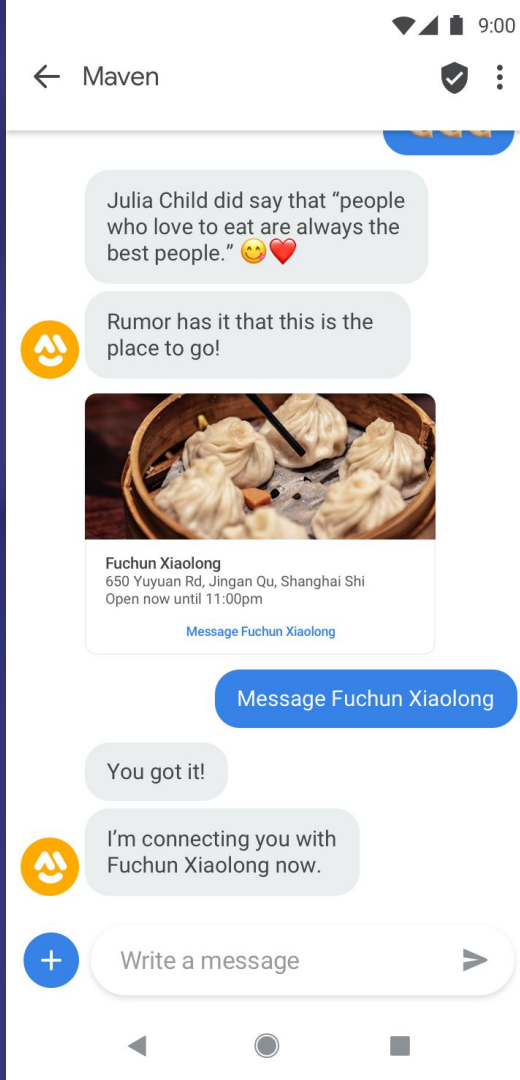 9:00
Maven
Julia Child did say that “people
who love to eat are always the
best people.” 😋❤️
Rumor has it that this is the
place to go!
Fuchun Xiaolong
650 Yuyuan Rd, Jingan Qu, Shanghai Shi
Open now until 11:00pm
Message Fuchun Xiaolong
Message Fuchun Xiaolong
You got it!
I’m connecting you with
Fuchun Xiaolong now.
Write a message